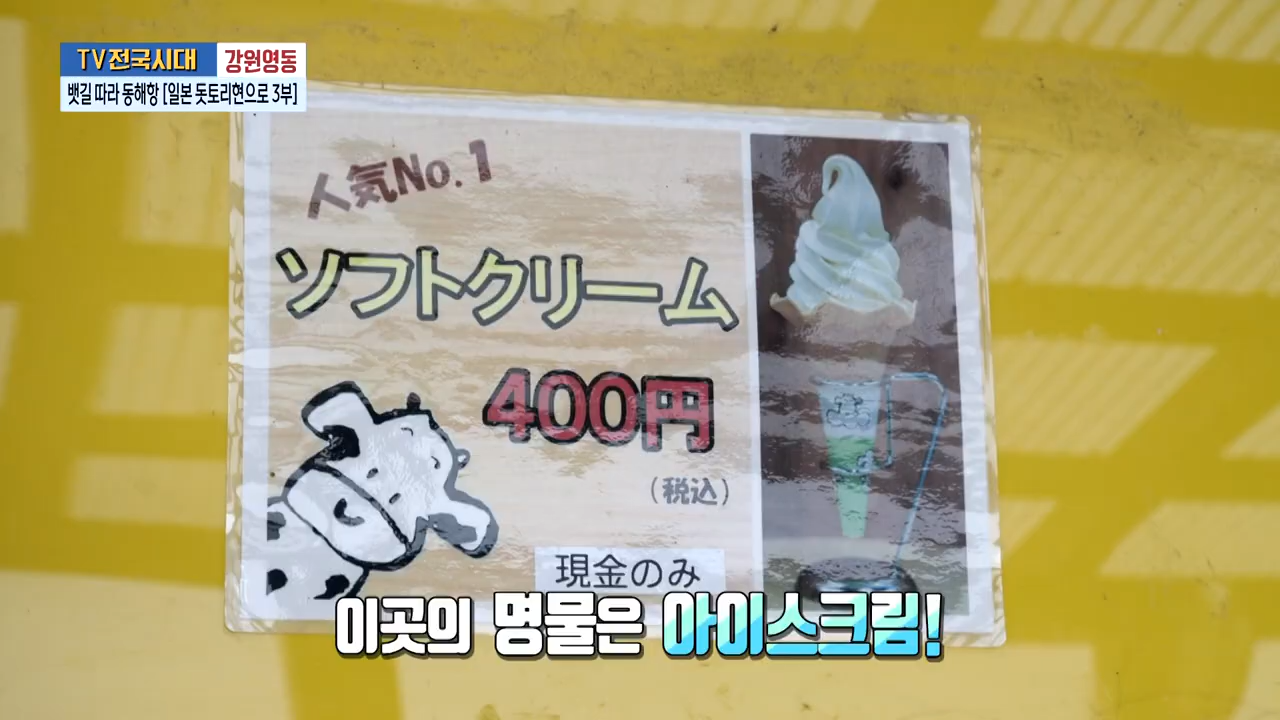 TV전국시대 강원영동
뱃길 따라 동해항 [일본 돗토리현으로 3부]
人気No.1
ソフトクリーム
400円
(税込)
現金のみ
이곳의 명물은 아이스크림!